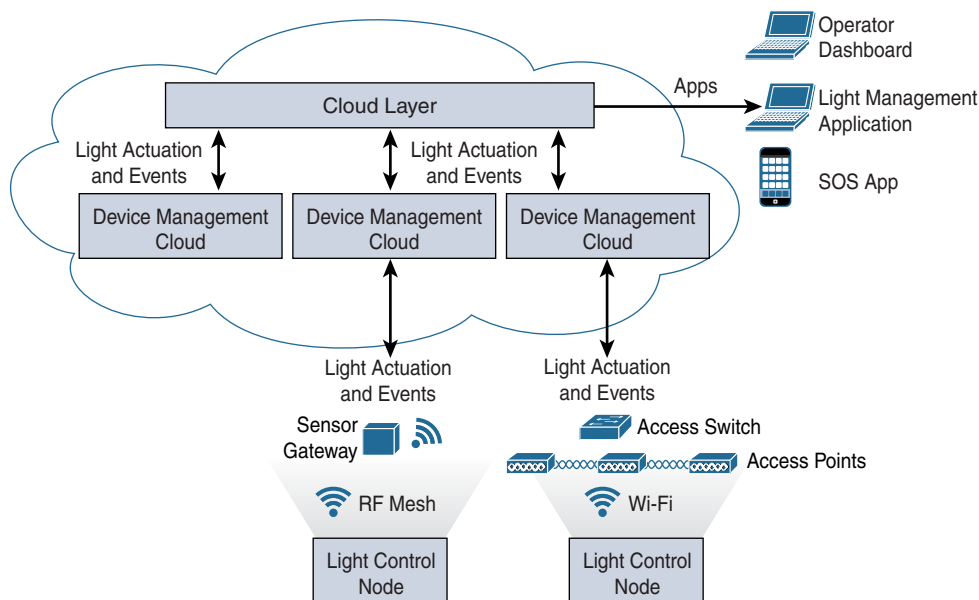 Operator
Dashboard
Apps
Cloud Layer
Light Management
Application
Light Actuation
and Events
Light Actuation
and Events
SOS App
Device Management
Cloud
Device Management
Cloud
Device Management
Cloud
Light Actuation
and Events
Light Actuation
and Events
Sensor
Gateway
Access Switch
Access Points
RF Mesh
Wi-Fi
Light Control
Node
Light Control
Node